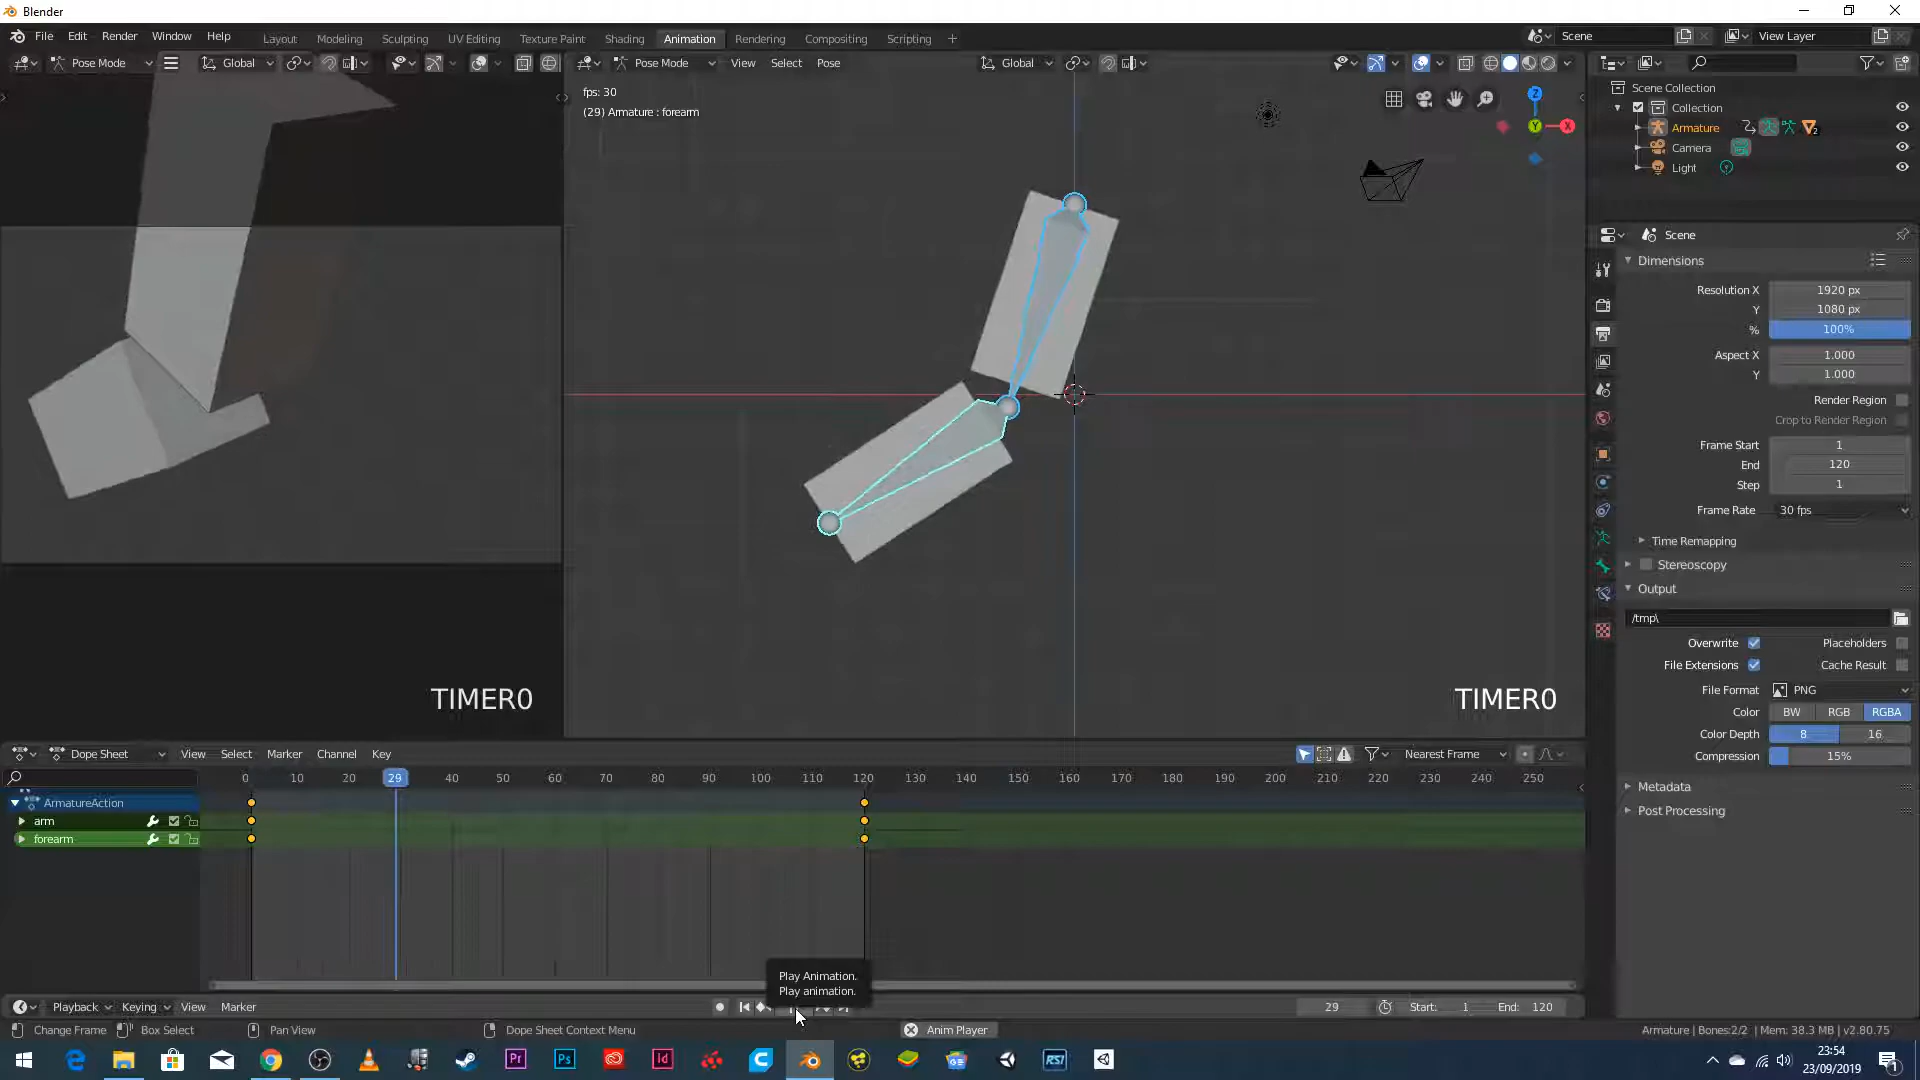 Blender
File Edit Render Window Help Layout Modeling Sculpting UV Editing Texture Paint Shading Animation Rendering Compositing Scripting + Scene View Layer
Pose Mode Global Pose Mode View Select Pose Global
fps: 30
(29) Armature : forearm
Z
Y
X
Scene Collection
Collection
Armature 2
Camera
Light
Scene
Dimensions
Resolution X 1920 px
Y 1080 px
% 100%
Aspect X 1.000
Y 1.000
Render Region
Crop to Render Region
Frame Start 1
End 120
Step 1
Frame Rate 30 fps
Time Remapping
Stereoscopy
Output
/tmp\
Overwrite Placeholders
File Extensions Cache Result
File Format PNG
Color BW RGB RGBA
Color Depth 8 16
Compression 15%
Metadata
Post Processing
TIMER0 TIMER0
Dope Sheet View Select Marker Channel Key Nearest Frame
0 10 20 29 40 50 60 70 80 90 100 110 120 130 140 150 160 170 180 190 200 210 220 230 240 250
ArmatureAction
arm
forearm
Play Animation.
Play animation.
Playback Keying View Marker 29 Start: 1 End: 120
Change Frame Box Select Pan View Dope Sheet Context Menu Anim Player Armature | Bones:2/2 | Mem: 38.3 MB | v2.80.75
Pr Ps Id RSI
23:54
23/09/2019
1